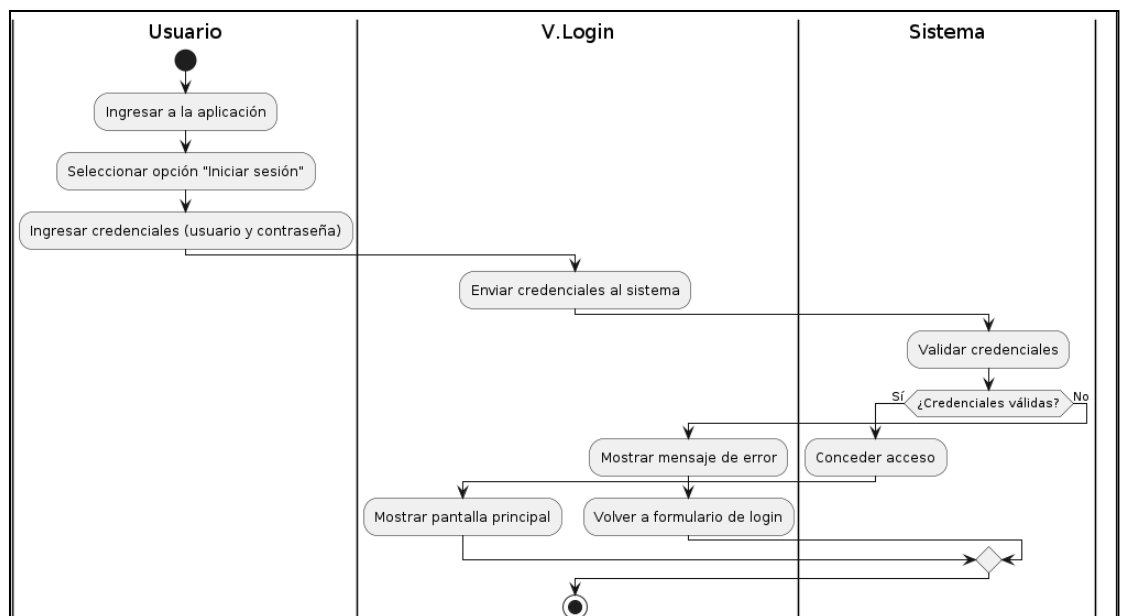 Usuario
V.Login
Sistema
Ingresar a la aplicación
Seleccionar opción "Iniciar sesión"
Ingresar credenciales (usuario y contraseña)
Enviar credenciales al sistema
Validar credenciales
Sí
¿Credenciales válidas?
No
Mostrar mensaje de error
Conceder acceso
Mostrar pantalla principal
Volver a formulario de login